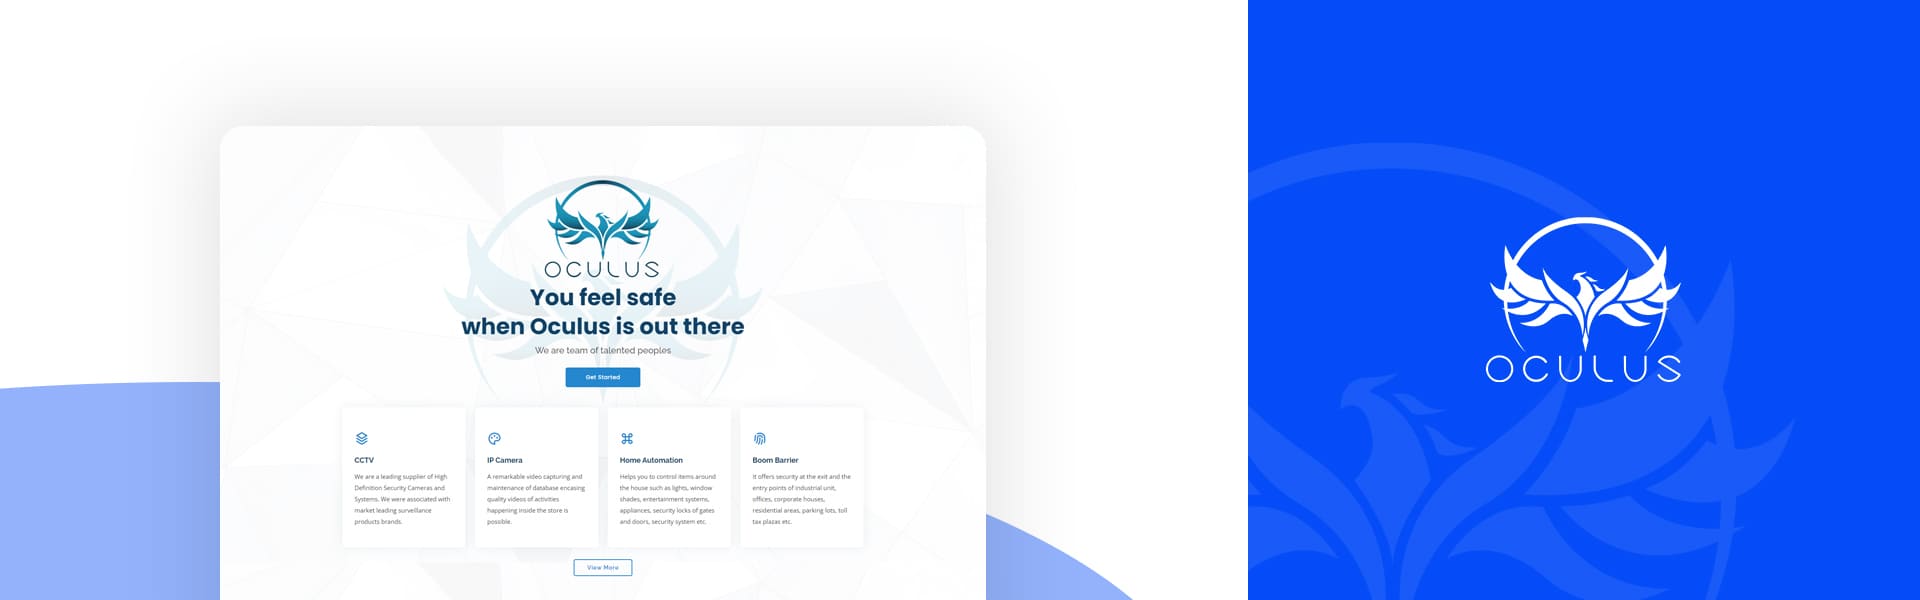 OCULUS
You feel safe
when Oculus is out there
We are team of talented peoples
Get Started
CCTV
We are a leading supplier of High
Definition Security Cameras and
Systems. We were associated with
market leading surveillance
products brands.
IP Camera
A remarkable video capturing and
maintenance of database encasing
quality videos of activities
happening inside the store is
possible.
Home Automation
Helps you to control items around
the house such as lights, window
shades, entertainment systems,
appliances, security locks of gates
and doors, security system etc.
Boom Barrier
It offers security at the exit and the
entry points of industrial unit,
offices, corporate houses,
residential areas, parking lots, toll
tax plazas etc.
View More
OCULUS